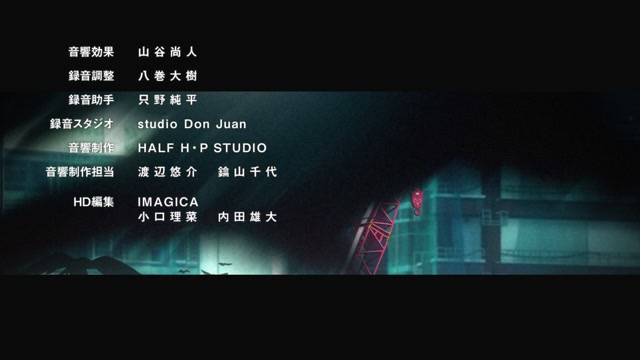 音響効果 山谷尚人
録音調整 八巻大樹
録音助手 只野純平
録音スタジオ studio Don Juan
音響制作 HALF H・P STUDIO
音響制作担当 渡辺悠介 鑰山千代
HD編集 IMAGICA
小口理菜 内田雄大